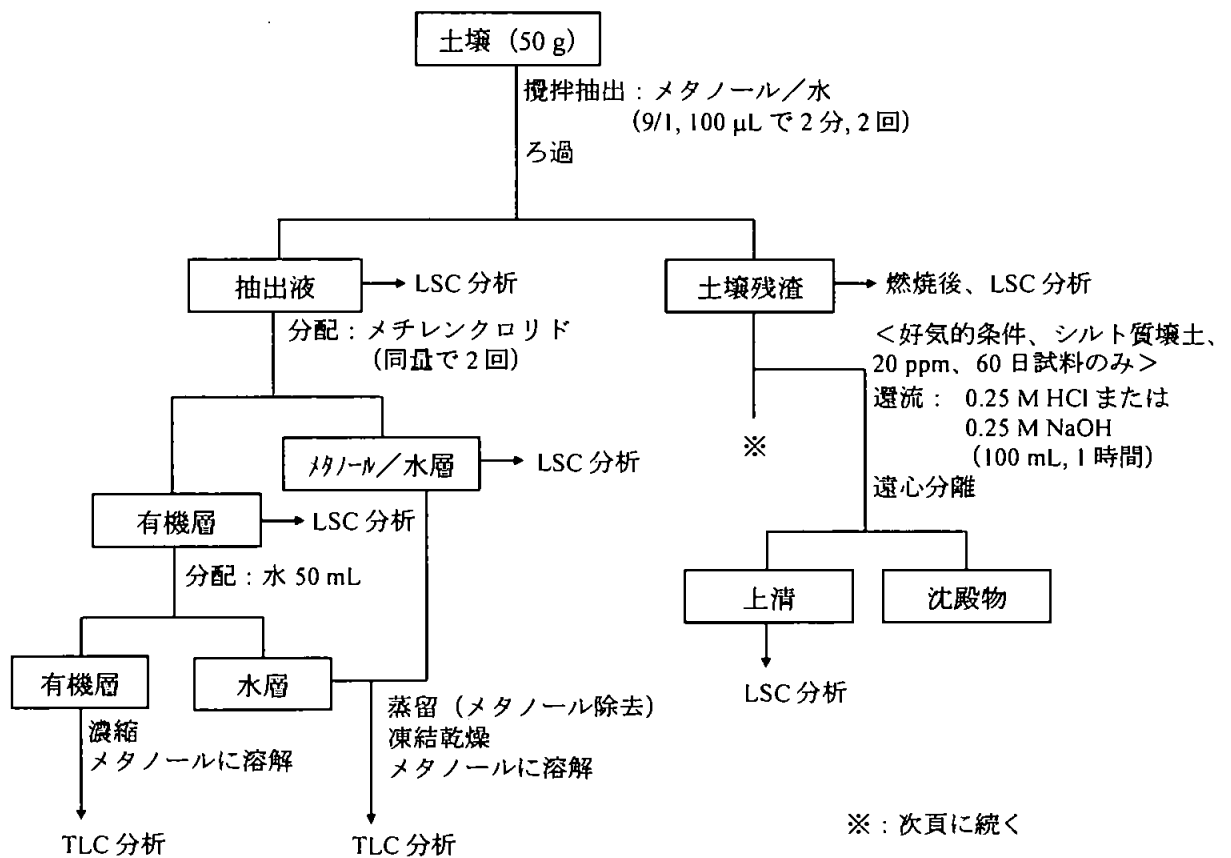 土壌 (50 g)
攪拌抽出:メタノール/水
(9/1, 100 μL で 2 分, 2 回)
ろ過
抽出液
LSC 分析
土壌残渣
燃焼後、LSC 分析
分配:メチレンクロリド
(同量で 2 回)
<好気的条件、シルト質壌土、
20 ppm、60 日試料のみ>
還流: 0.25 M HCl または
0.25 M NaOH
(100 mL, 1 時間)
※
遠心分離
メタノール/水層
LSC 分析
有機層
LSC 分析
分配:水 50 mL
上清
沈殿物
LSC 分析
有機層
水層
濃縮
メタノールに溶解
蒸留(メタノール除去)
凍結乾燥
メタノールに溶解
TLC 分析
TLC 分析
※:次頁に続く